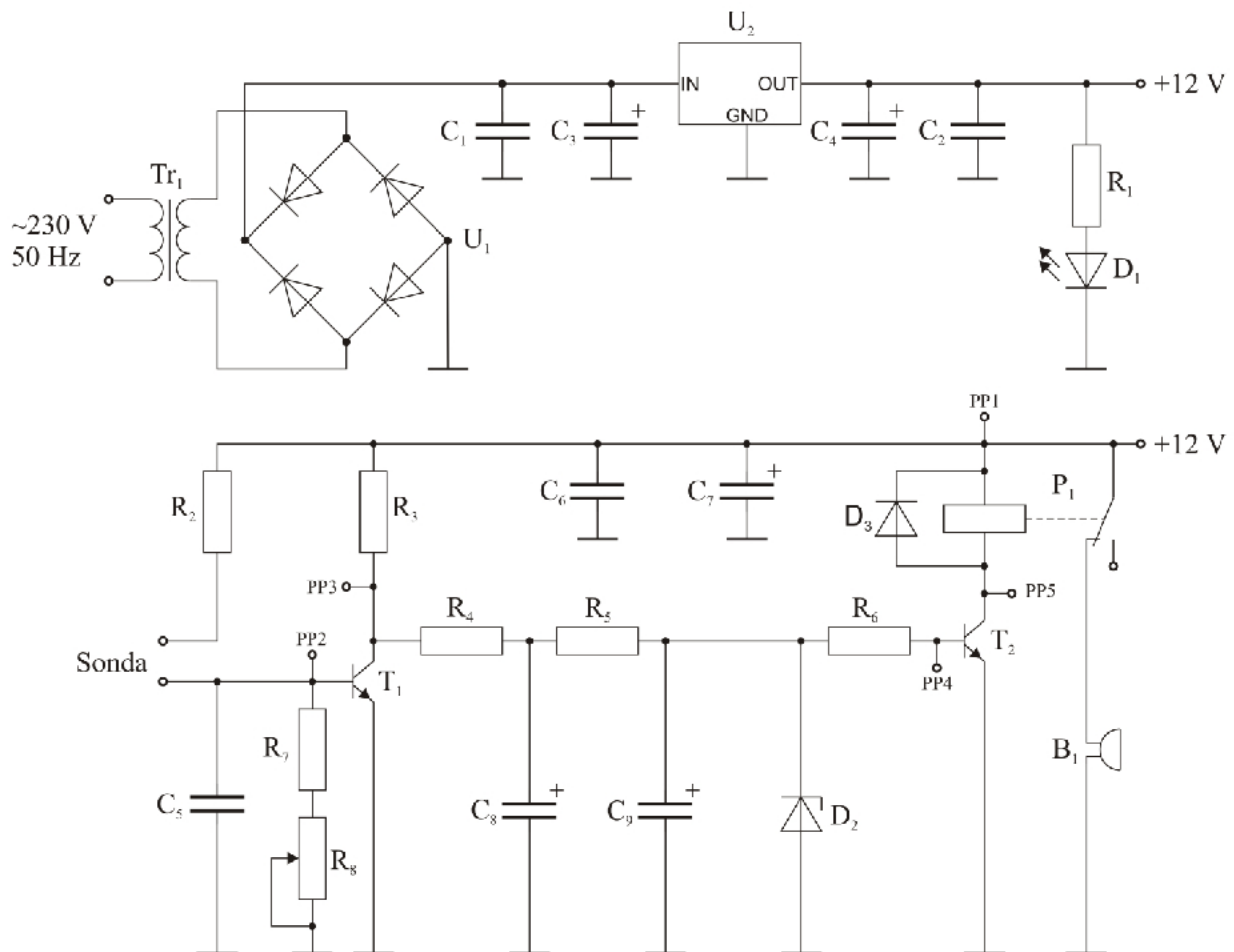 U₂
IN OUT
GND
+12 V
C₁ C₃ + C₄ + C₂
R₁
Tr₁
~230 V
50 Hz
U₁
D₁
PP1
+12 V
R₂ R₃ C₆ C₇ + D₃ P₁
PP3
PP5
R₄ R₅ R₆
PP2
Sonda
T₁ PP4 T₂
R₇
C₅ C₈ + C₉ + D₂ B₁
R₈